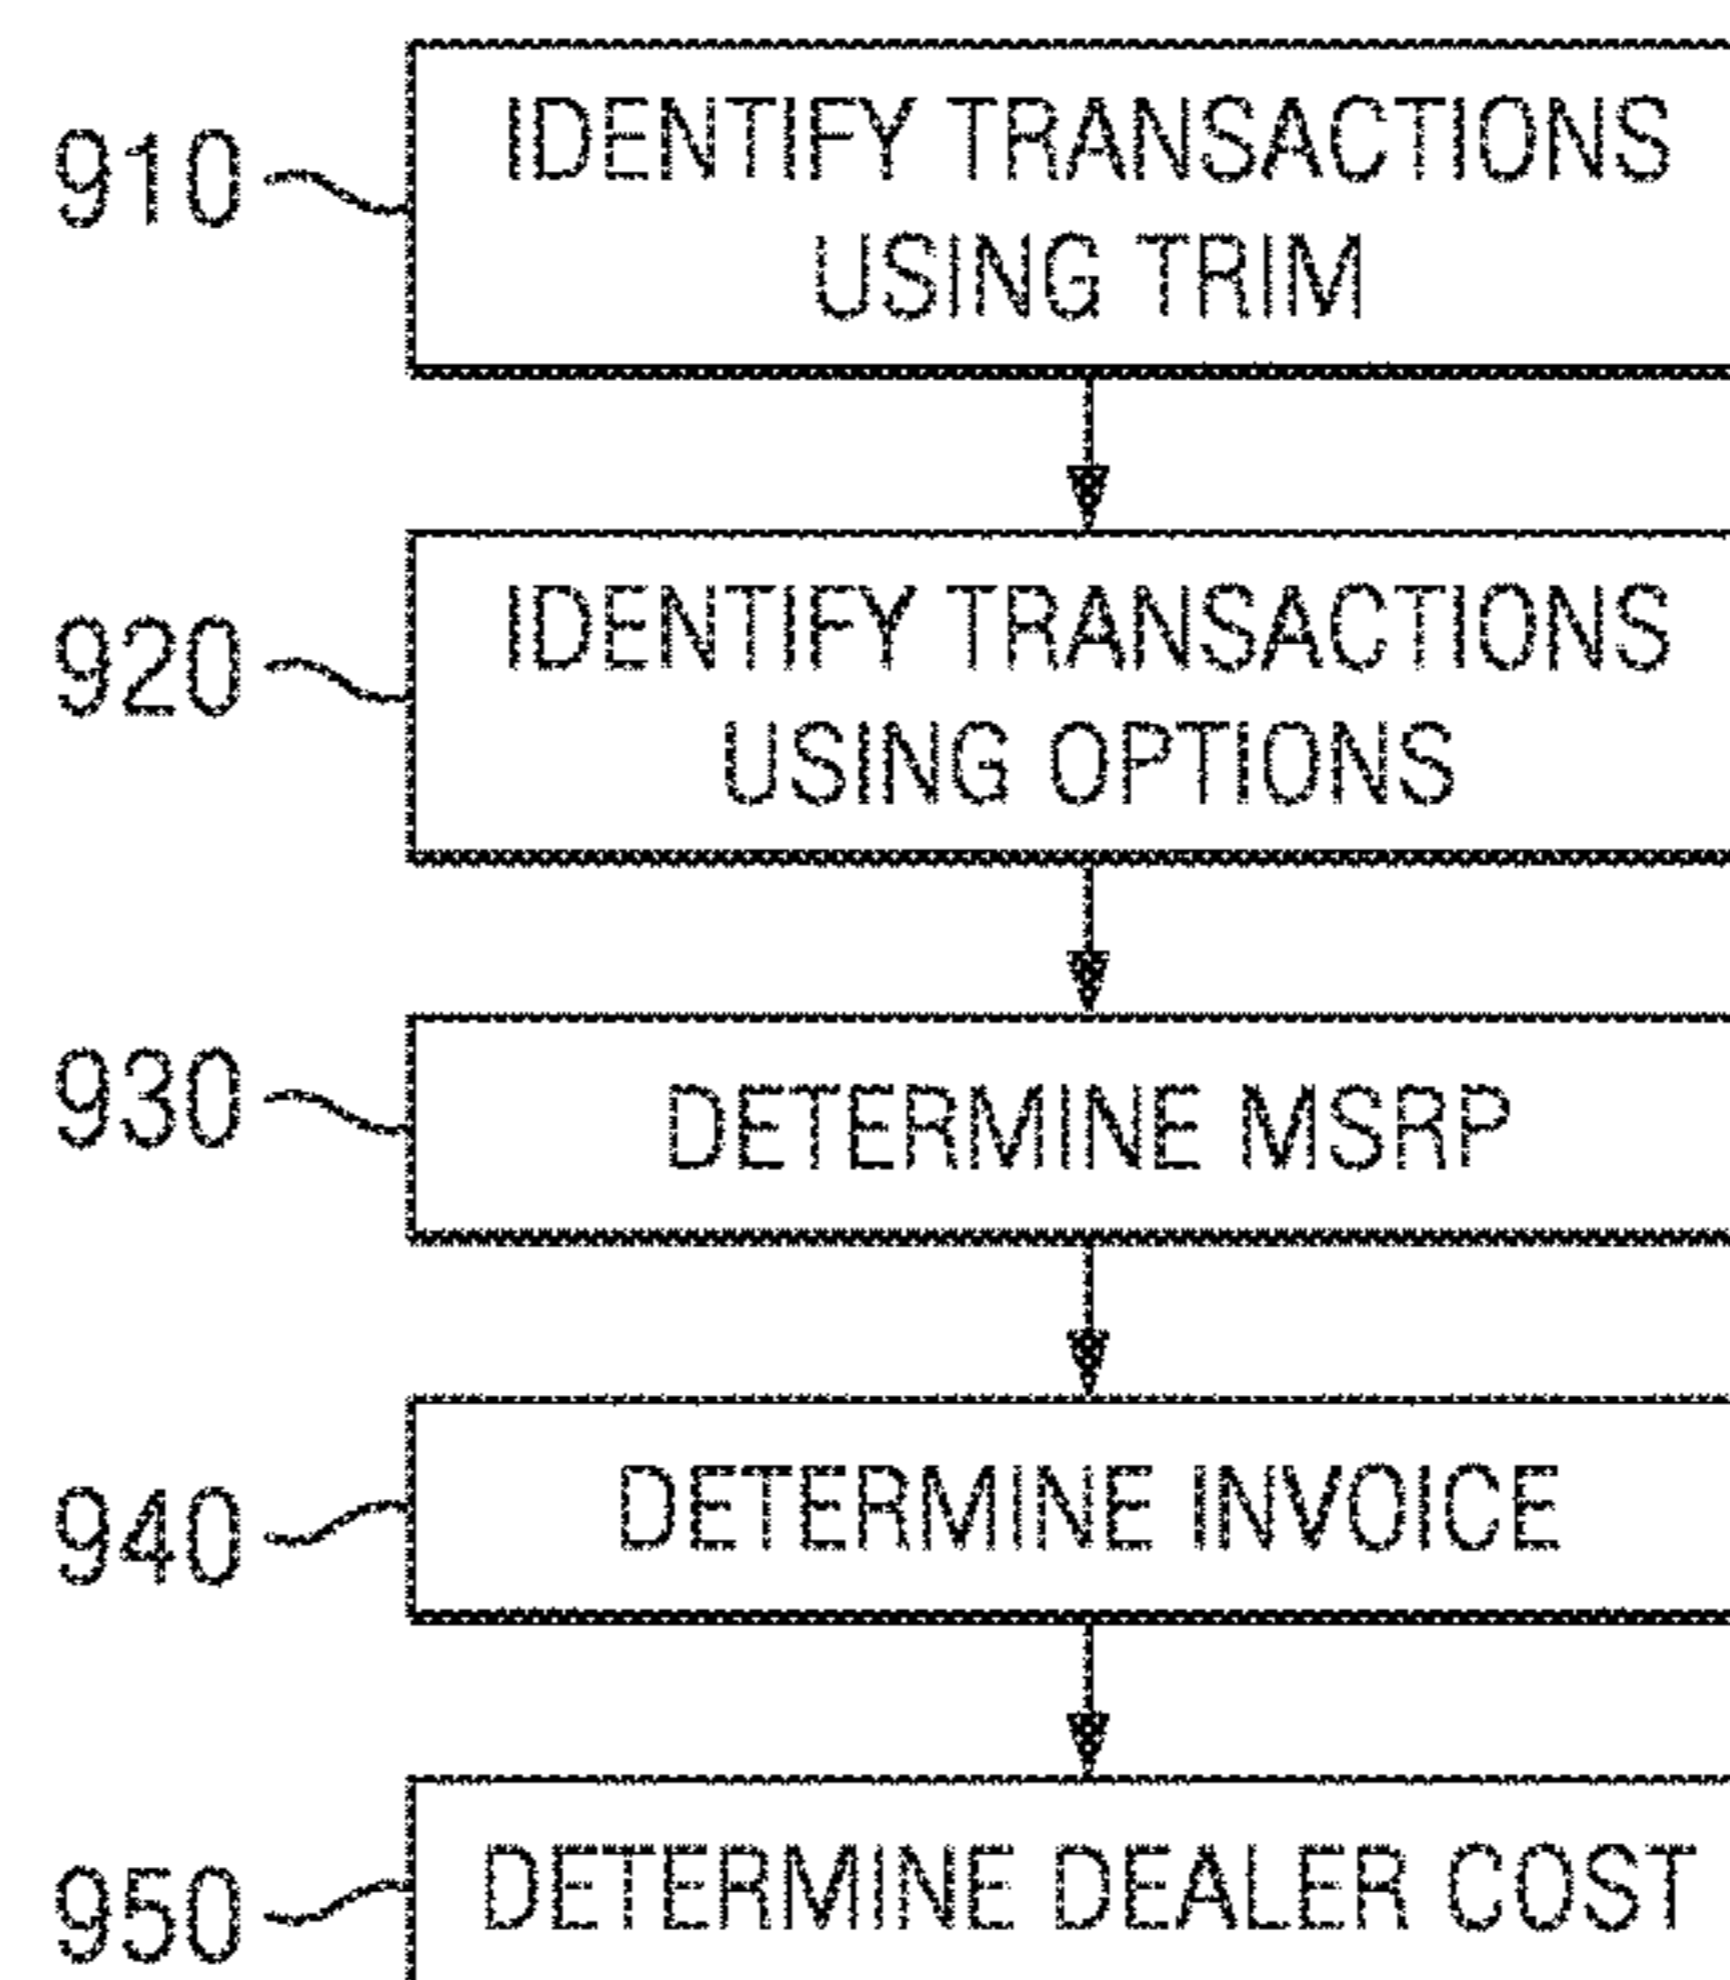 910
IDENTIFY TRANSACTIONS
USING TRIM
920
IDENTIFY TRANSACTIONS
USING OPTIONS
930
DETERMINE MSRP
940
DETERMINE INVOICE
950
DETERMINE DEALER COST